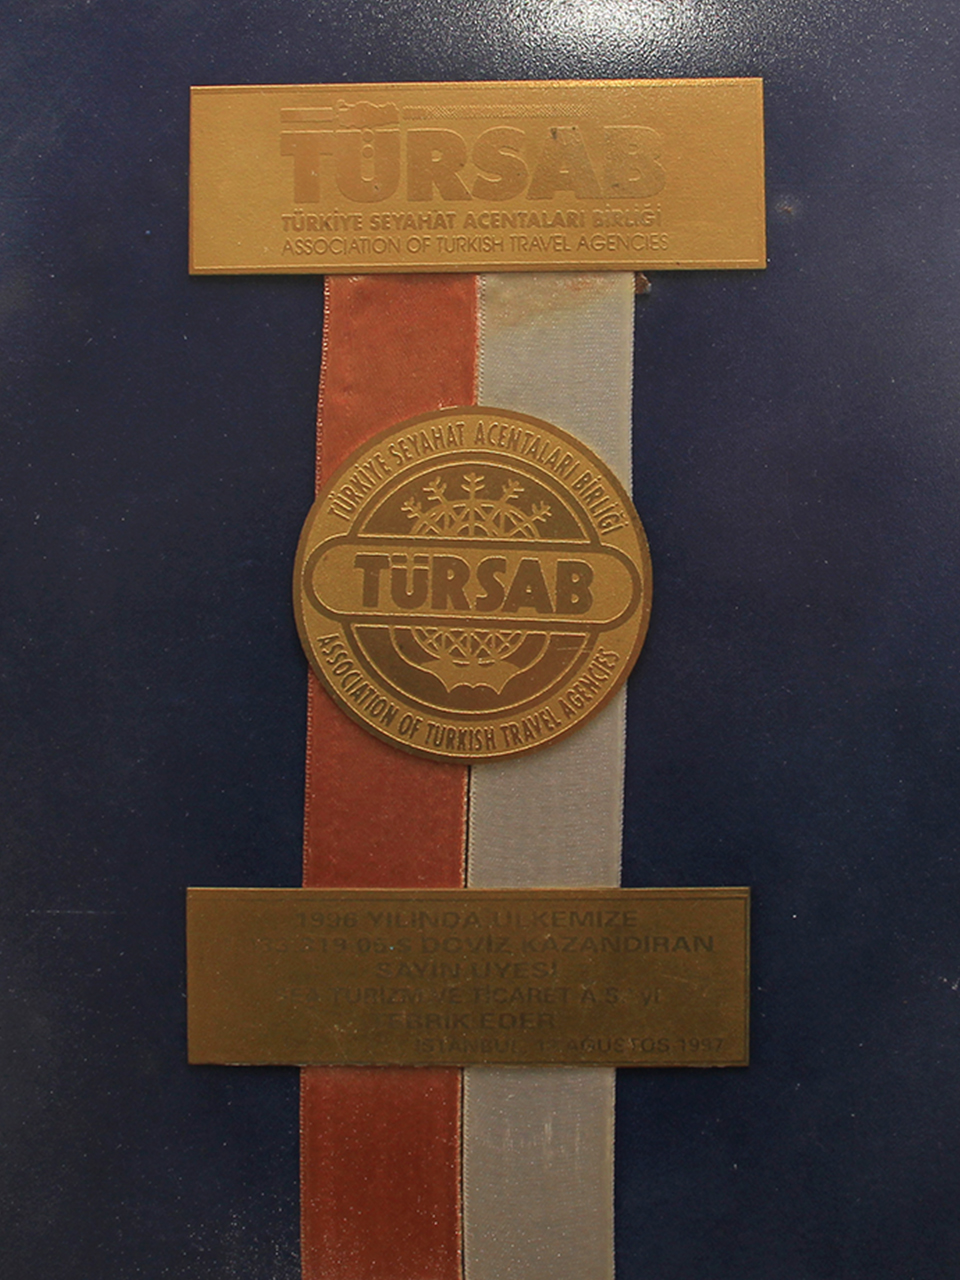 TÜRSAB
TÜRKİYE SEYAHAT ACENTALARI BİRLİĞİ
ASSOCIATION OF TURKISH TRAVEL AGENCIES
TÜRKİYE SEYAHAT ACENTALARI BİRLİĞİ
TÜRSAB
ASSOCIATION OF TURKISH TRAVEL AGENCIES
1996 YILINDA ÜLKEMİZE
DÖVİZ KAZANDIRAN
SAYIN ÜYESİ
TURİZM VE TİCARET A.Ş. yi
EDER
İSTANBUL, AĞUSTOS 1997